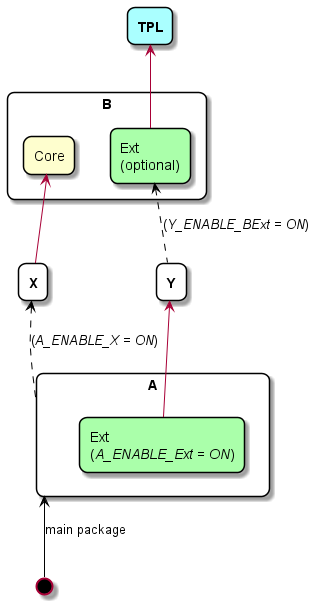 TPL
B
Core
Ext
(optional)
(Y_ENABLE_BExt = ON)
X
Y
(A_ENABLE_X = ON)
A
Ext
(A_ENABLE_Ext = ON)
main package